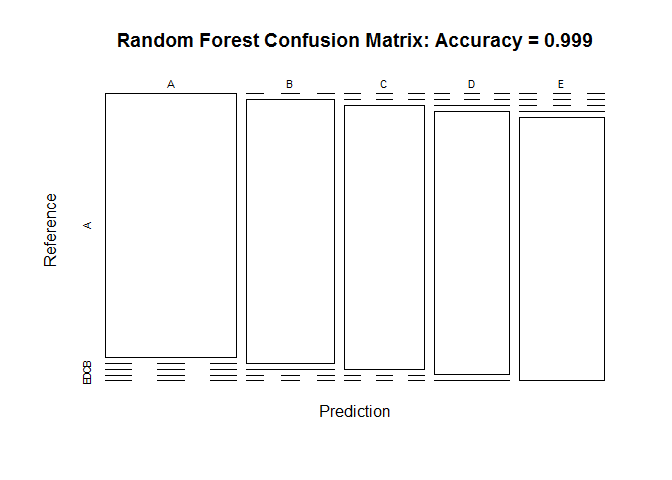 Random Forest Confusion Matrix: Accuracy = 0.999
A B C D E
Reference
A
EDCB
Prediction